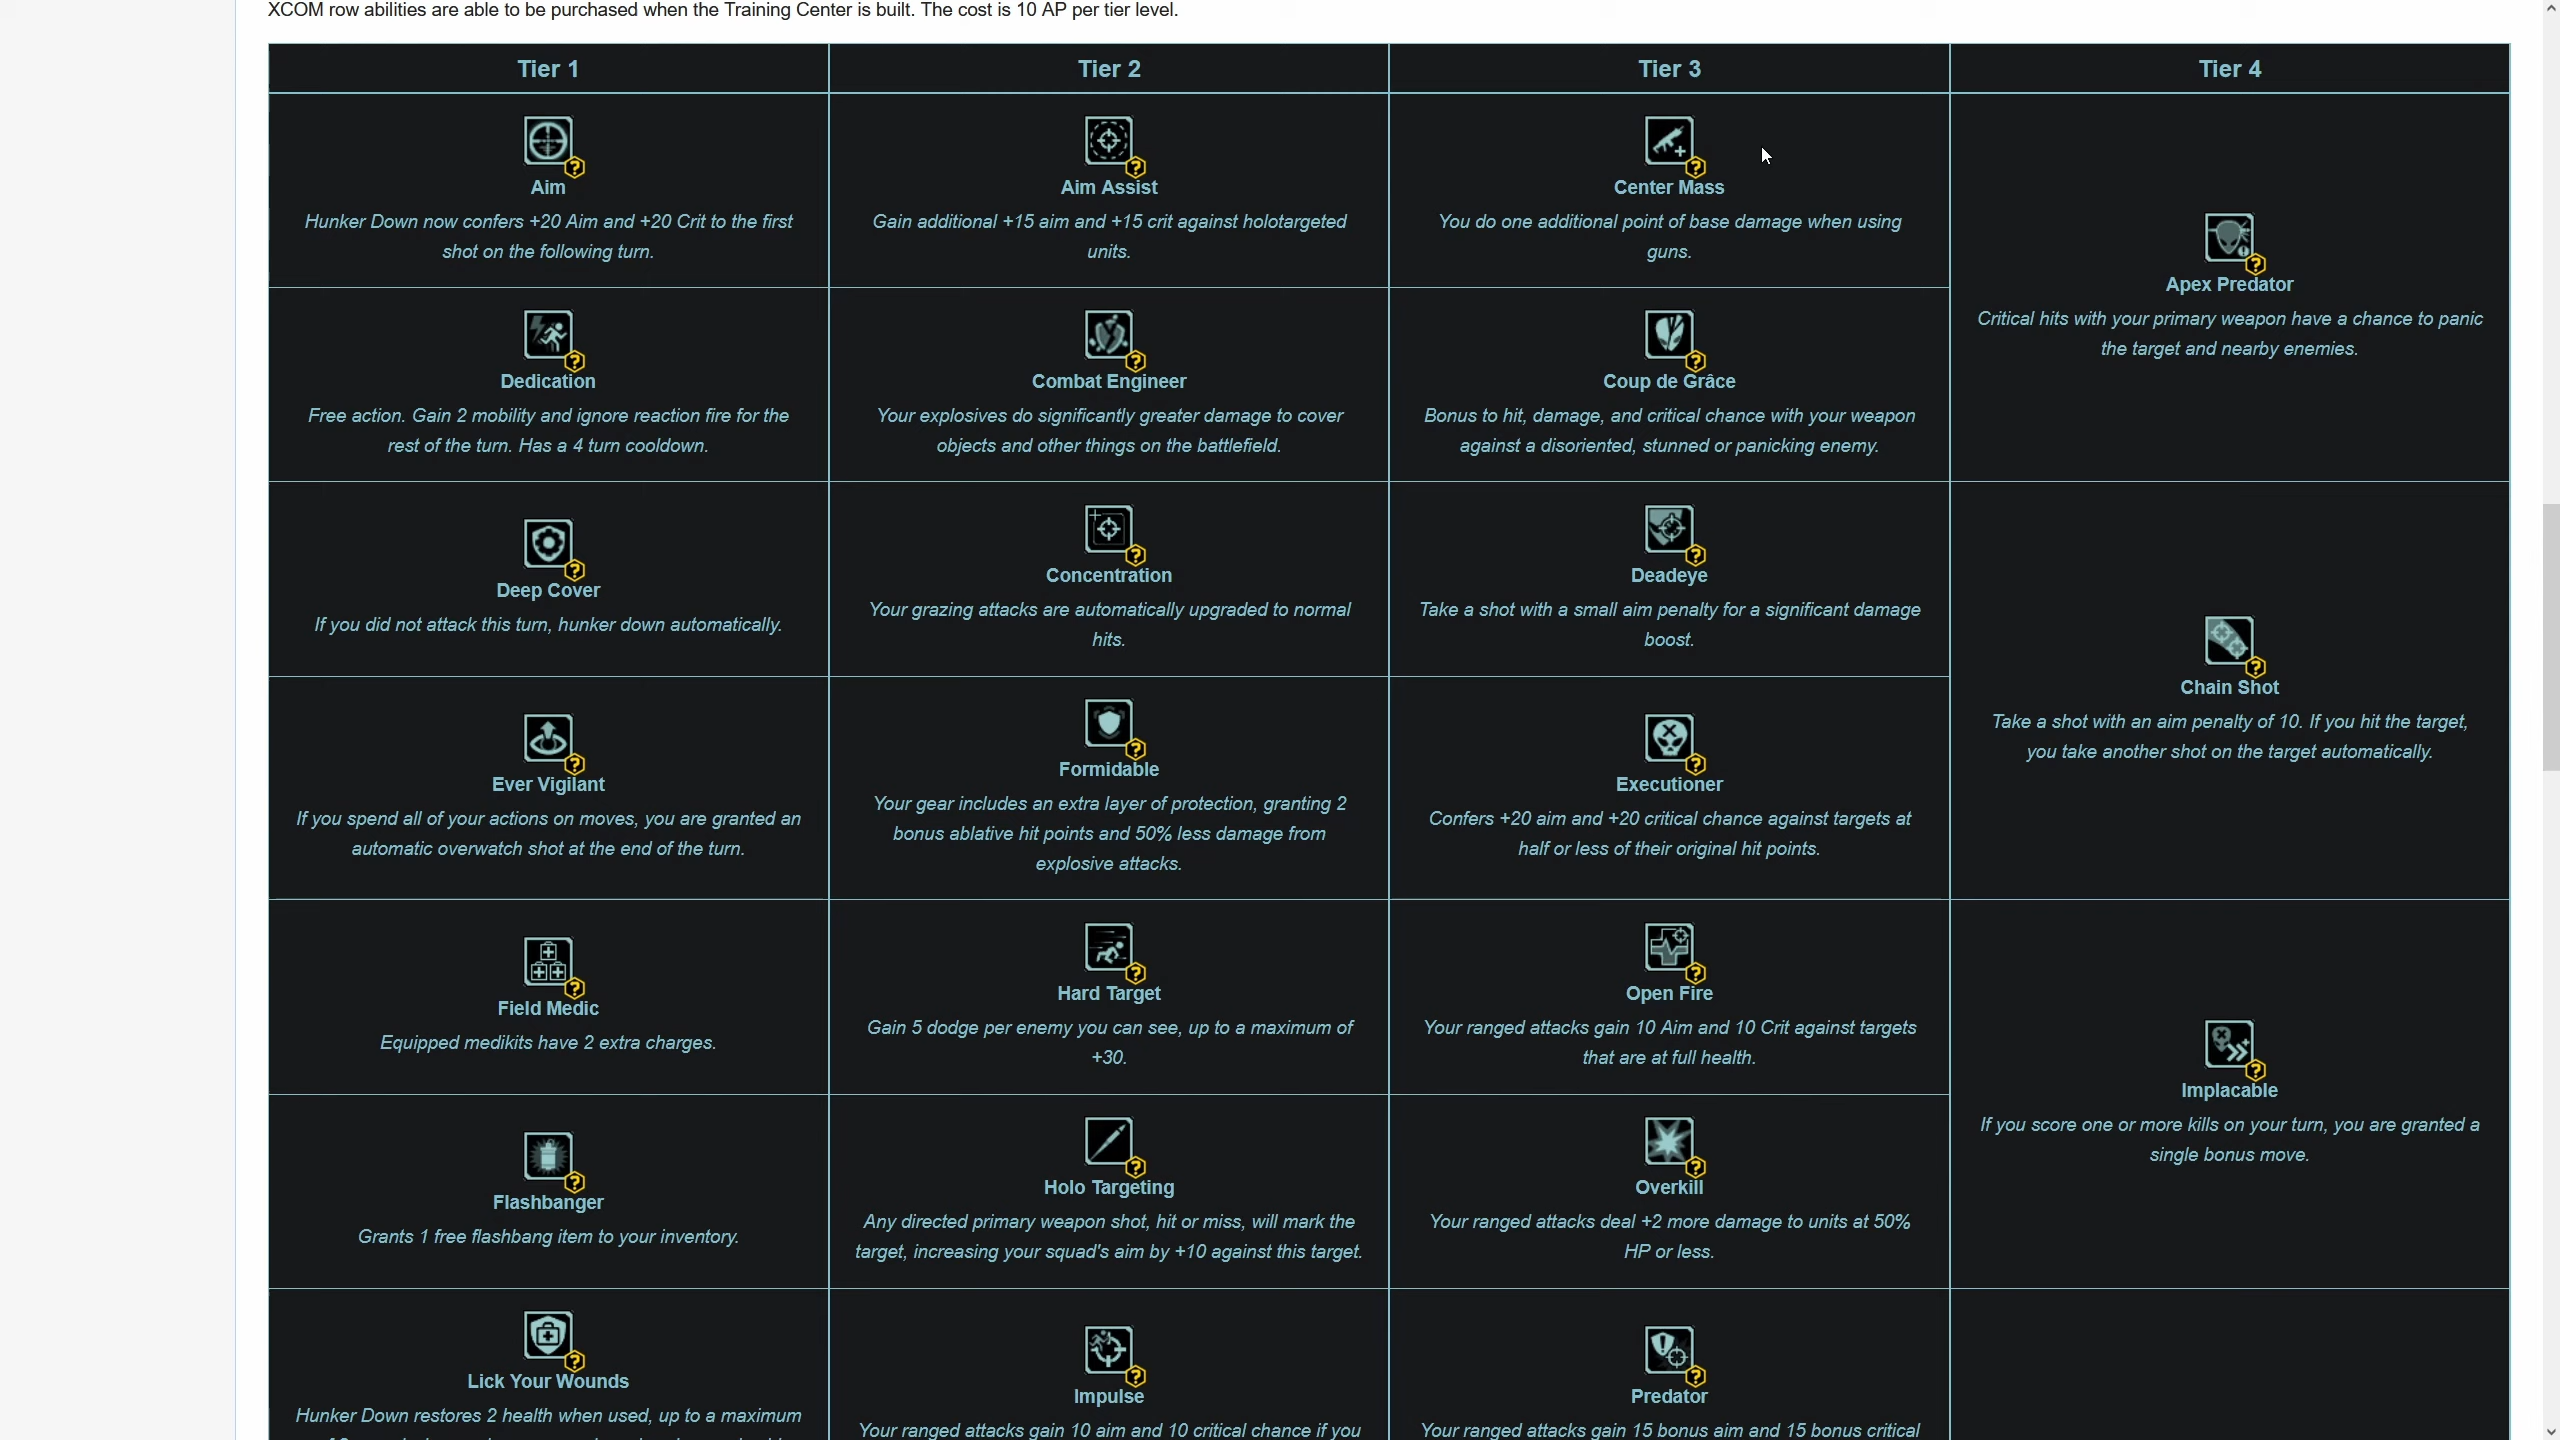 XCOM row abilities are able to be purchased when the Training Center is built. The cost is 10 AP per tier level.
Tier 1
Tier 2
Tier 3
Tier 4
Aim
Hunker Down now confers +20 Aim and +20 Crit to the first
shot on the following turn.
Aim Assist
Gain additional +15 aim and +15 crit against holotargeted
units.
Center Mass
You do one additional point of base damage when using
guns.
Apex Predator
Critical hits with your primary weapon have a chance to panic
the target and nearby enemies.
Dedication
Free action. Gain 2 mobility and ignore reaction fire for the
rest of the turn. Has a 4 turn cooldown.
Combat Engineer
Your explosives do significantly greater damage to cover
objects and other things on the battlefield.
Coup de Grâce
Bonus to hit, damage, and critical chance with your weapon
against a disoriented, stunned or panicking enemy.
Deep Cover
If you did not attack this turn, hunker down automatically.
Concentration
Your grazing attacks are automatically upgraded to normal
hits.
Deadeye
Take a shot with a small aim penalty for a significant damage
boost.
Chain Shot
Take a shot with an aim penalty of 10. If you hit the target,
you take another shot on the target automatically.
Ever Vigilant
If you spend all of your actions on moves, you are granted an
automatic overwatch shot at the end of the turn.
Formidable
Your gear includes an extra layer of protection, granting 2
bonus ablative hit points and 50% less damage from
explosive attacks.
Executioner
Confers +20 aim and +20 critical chance against targets at
half or less of their original hit points.
Field Medic
Equipped medikits have 2 extra charges.
Hard Target
Gain 5 dodge per enemy you can see, up to a maximum of
+30.
Open Fire
Your ranged attacks gain 10 Aim and 10 Crit against targets
that are at full health.
Implacable
If you score one or more kills on your turn, you are granted a
single bonus move.
Flashbanger
Grants 1 free flashbang item to your inventory.
Holo Targeting
Any directed primary weapon shot, hit or miss, will mark the
target, increasing your squad's aim by +10 against this target.
Overkill
Your ranged attacks deal +2 more damage to units at 50%
HP or less.
Lick Your Wounds
Hunker Down restores 2 health when used, up to a maximum
Impulse
Your ranged attacks gain 10 aim and 10 critical chance if you
Predator
Your ranged attacks gain 15 bonus aim and 15 bonus critical